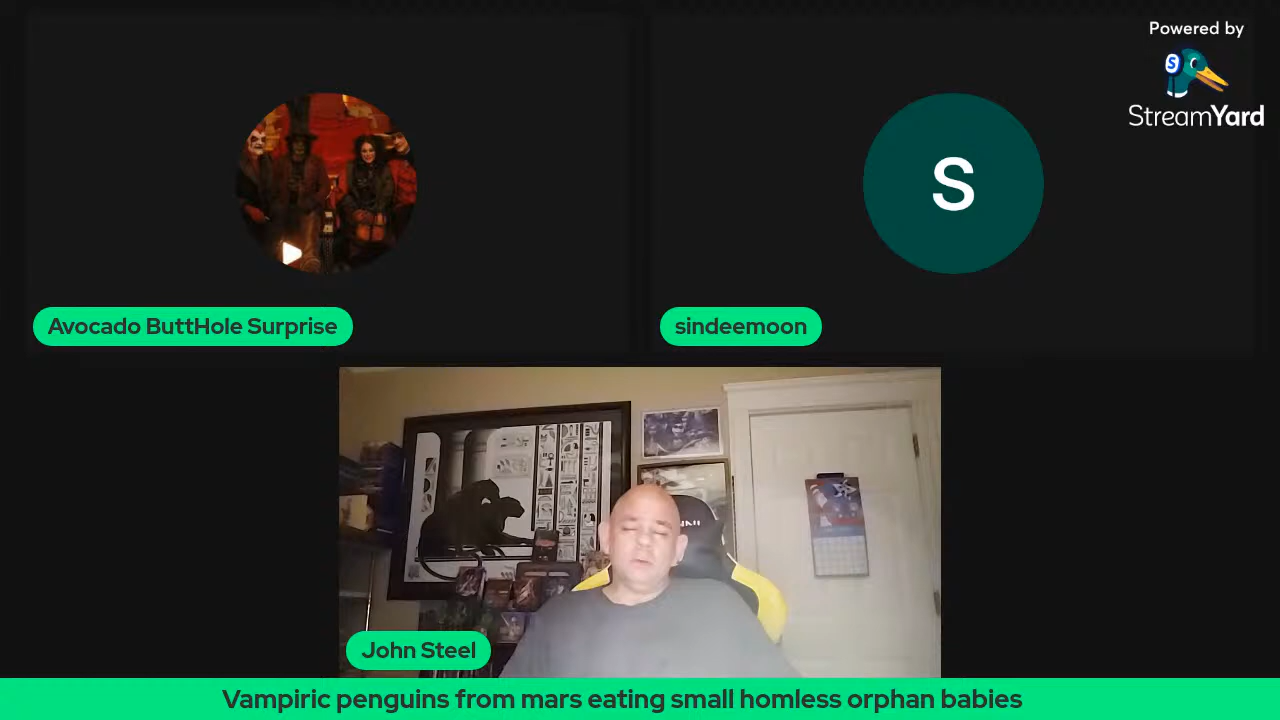 Powered by
StreamYard
S
S
Avocado ButtHole Surprise
sindeemoon
John Steel
Vampiric penguins from mars eating small homless orphan babies